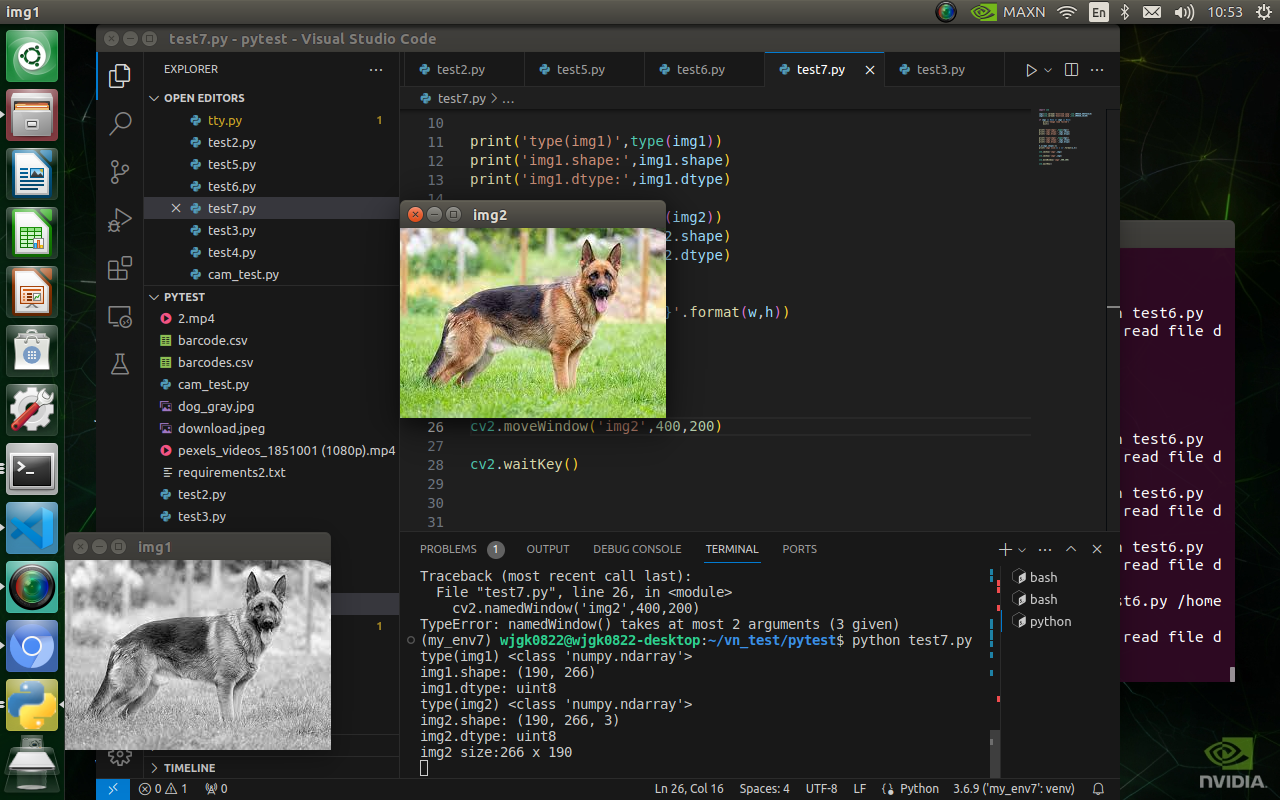 img1
MAXN
En
10:53
test7.py - pytest - Visual Studio Code
EXPLORER
OPEN EDITORS
tty.py 1
test2.py
test5.py
test6.py
test7.py
test3.py
test4.py
cam_test.py
PYTEST
2.mp4
barcode.csv
barcodes.csv
cam_test.py
dog_gray.jpg
download.jpeg
pexels_videos_1851001 (1080p).mp4
requirements2.txt
test2.py
test3.py
1
TIMELINE
img1
test2.py test5.py test6.py test7.py test3.py
test7.py > ...
10
11 print('type(img1)',type(img1))
12 print('img1.shape:',img1.shape)
13 print('img1.dtype:',img1.dtype)
14
(img2))
2.shape)
2.dtype)
}'.format(w,h))
26 cv2.moveWindow('img2',400,200)
27
28 cv2.waitKey()
29
30
31
img2
PROBLEMS 1 OUTPUT DEBUG CONSOLE TERMINAL PORTS
Traceback (most recent call last):
File "test7.py", line 26, in <module>
cv2.namedWindow('img2',400,200)
TypeError: namedWindow() takes at most 2 arguments (3 given)
(my_env7) wjgk0822@wjgk0822-desktop:~/vn_test/pytest$ python test7.py
type(img1) <class 'numpy.ndarray'>
img1.shape: (190, 266)
img1.dtype: uint8
type(img2) <class 'numpy.ndarray'>
img2.shape: (190, 266, 3)
img2.dtype: uint8
img2 size:266 x 190
bash
bash
python
test6.py
read file d
test6.py
read file d
test6.py
read file d
test6.py
read file d
t6.py /home
read file d
0 1 0
Ln 26, Col 16 Spaces: 4 UTF-8 LF Python 3.6.9 ('my_env7': venv)
NVIDIA.